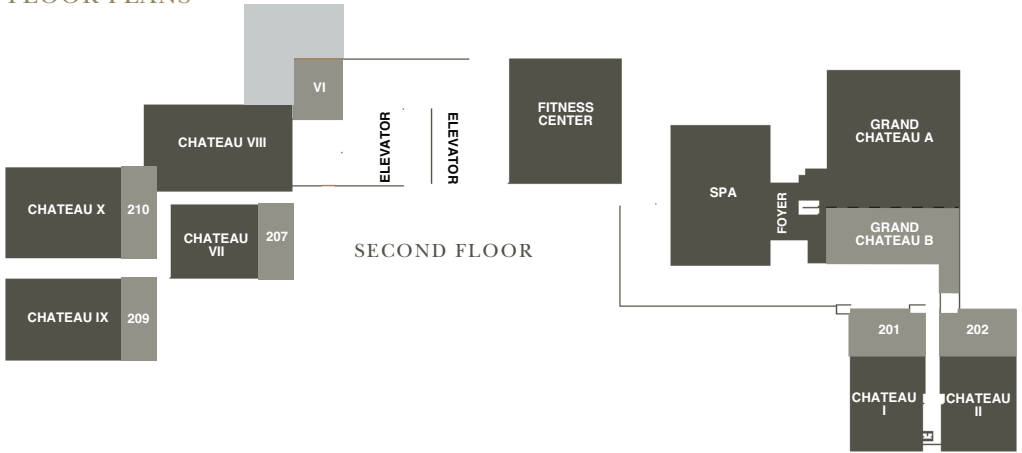 FLOOR PLANS
VI
CHATEAU VIII
ELEVATOR
ELEVATOR
FITNESS
CENTER
GRAND
CHATEAU A
SPA
FOYER
CHATEAU X
210
CHATEAU
VII
207
GRAND
CHATEAU B
SECOND FLOOR
CHATEAU IX
209
201
202
CHATEAU
I
CHATEAU
II